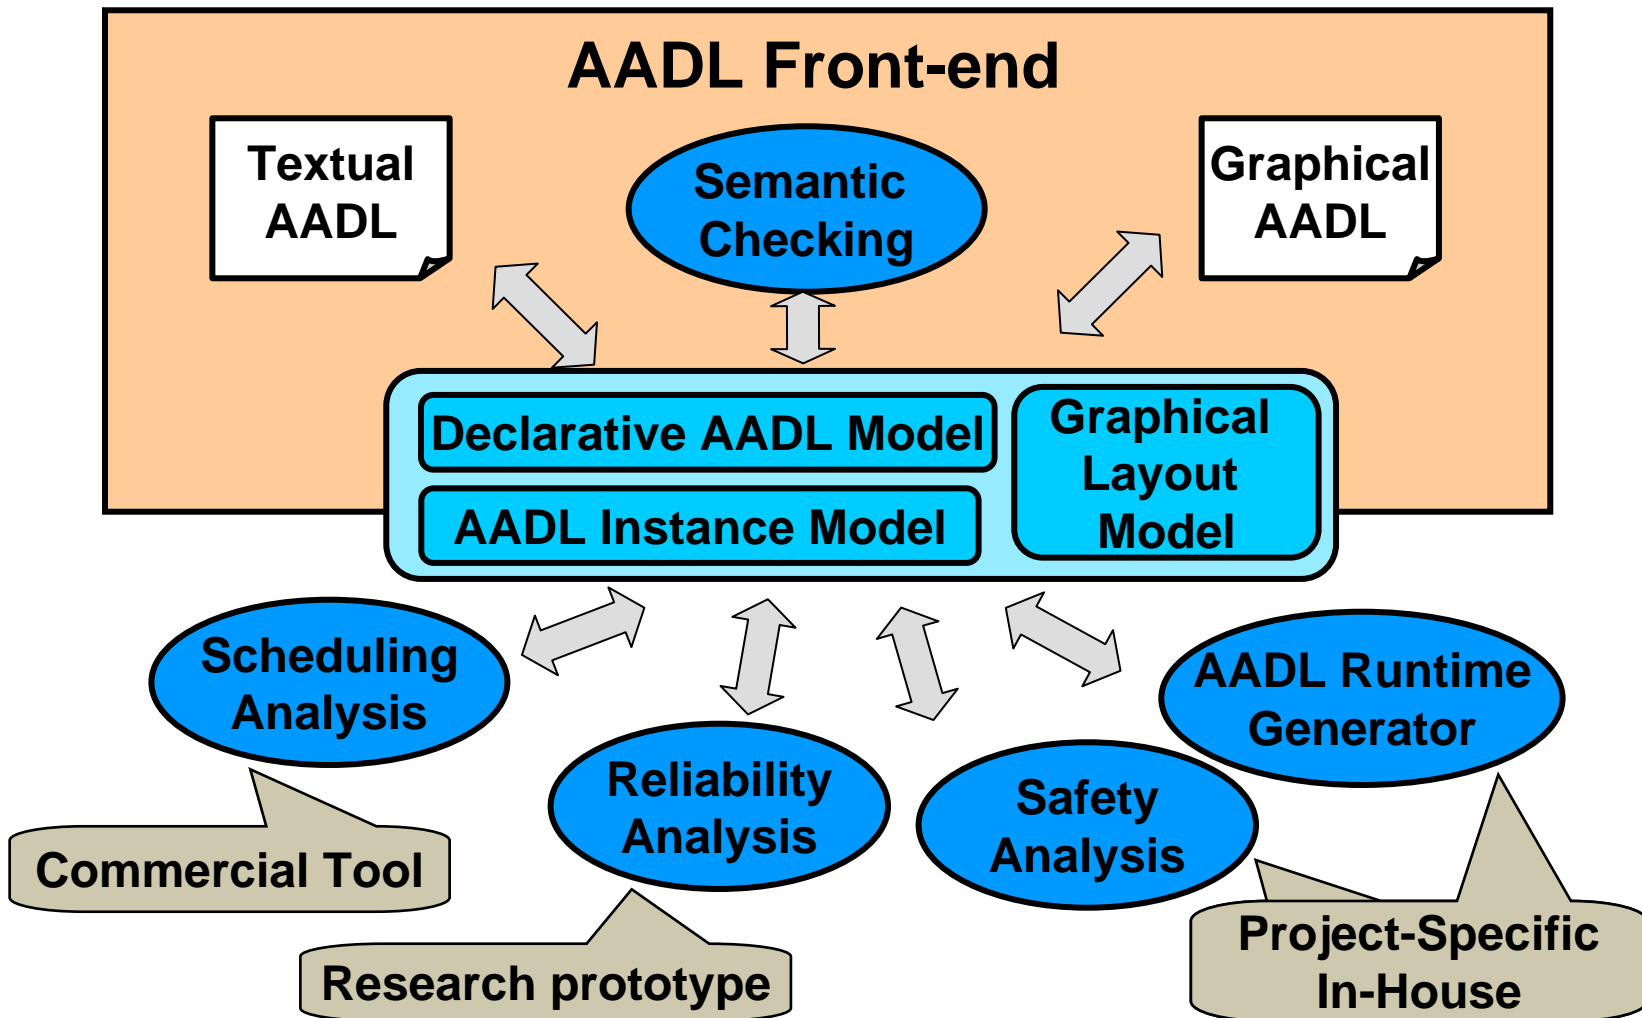 AADL Front-end
Textual
AADL
Semantic
Checking
Graphical
AADL
Declarative AADL Model
AADL Instance Model
Graphical
Layout
Model
Scheduling
Analysis
Reliability
Analysis
Safety
Analysis
AADL Runtime
Generator
Commercial Tool
Research prototype
Project-Specific
In-House